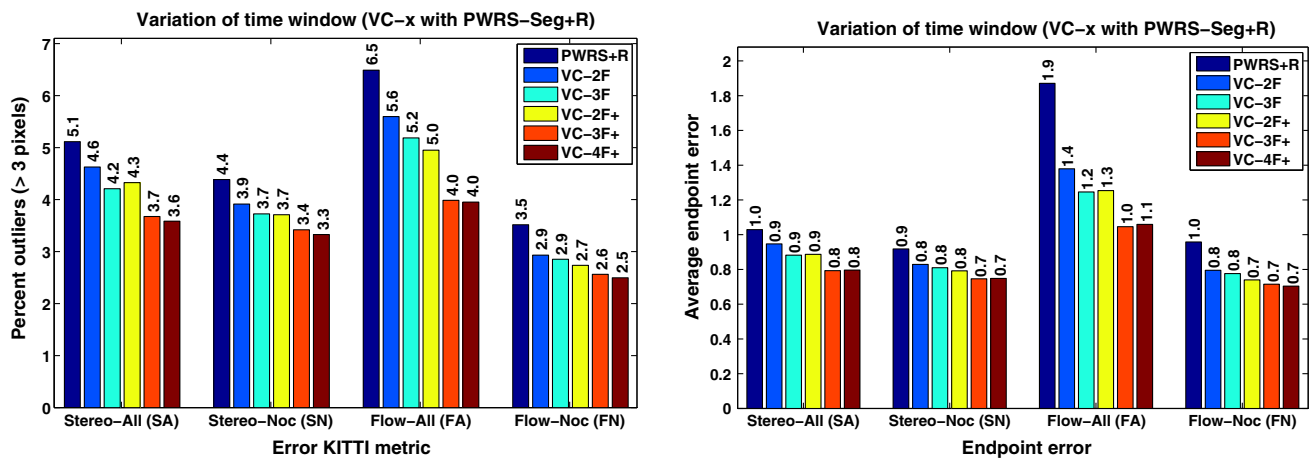 Variation of time window (VC−x with PWRS−Seg+R)
Percent outliers (> 3 pixels)
7
6
5
4
3
2
1
0
PWRS+R
VC−2F
VC−3F
VC−2F+
VC−3F+
VC−4F+
5.1 4.6 4.2 4.3 3.7 3.6
4.4 3.9 3.7 3.7 3.4 3.3
6.5 5.6 5.2 5.0 4.0 4.0
3.5 2.9 2.9 2.7 2.6 2.5
Stereo−All (SA) Stereo−Noc (SN) Flow−All (FA) Flow−Noc (FN)
Error KITTI metric
Variation of time window (VC−x with PWRS−Seg+R)
Average endpoint error
2
1.8
1.6
1.4
1.2
1
0.8
0.6
0.4
0.2
0
PWRS+R
VC−2F
VC−3F
VC−2F+
VC−3F+
VC−4F+
1.0 0.9 0.9 0.9 0.8 0.8
0.9 0.8 0.8 0.8 0.7 0.7
1.9 1.4 1.2 1.3 1.0 1.1
1.0 0.8 0.8 0.7 0.7 0.7
Stereo−All (SA) Stereo−Noc (SN) Flow−All (FA) Flow−Noc (FN)
Endpoint error